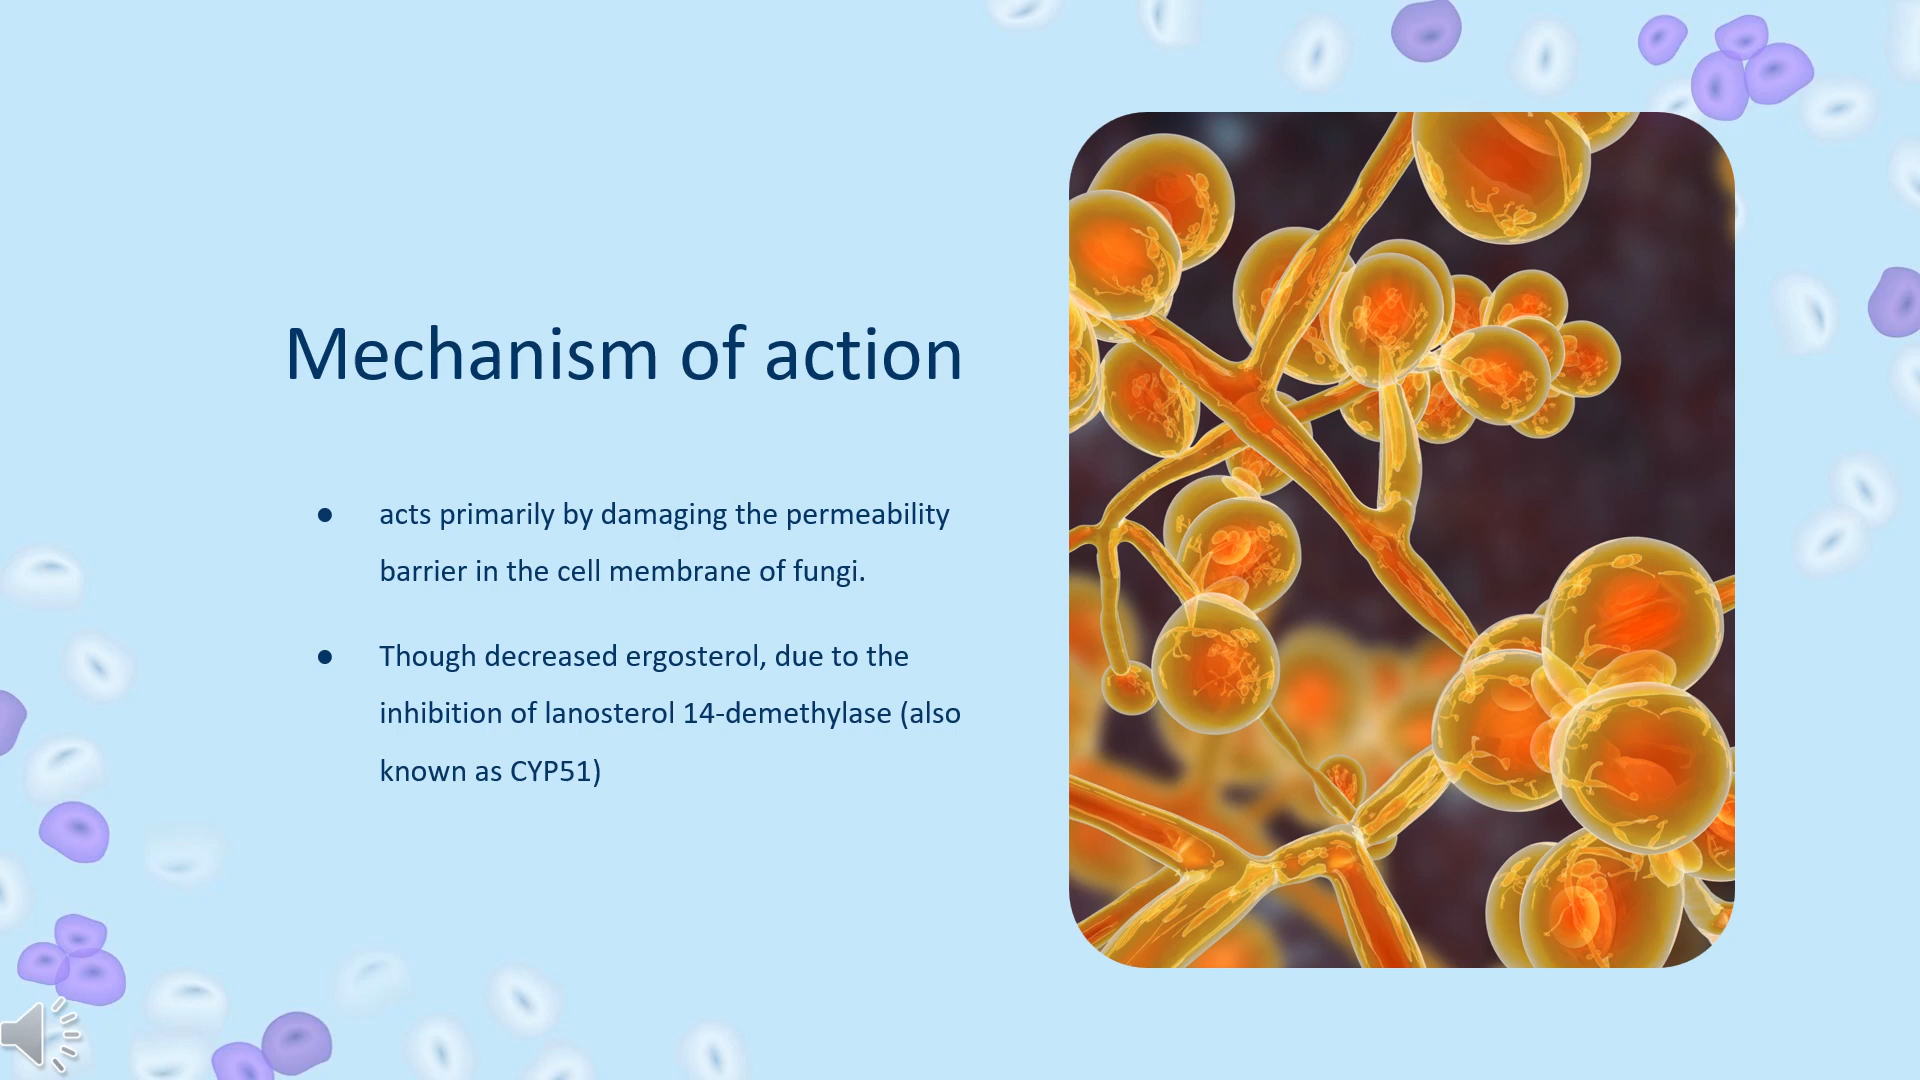 Mechanism of action
● acts primarily by damaging the permeability
barrier in the cell membrane of fungi.
● Though decreased ergosterol, due to the
inhibition of lanosterol 14-demethylase (also
known as CYP51)